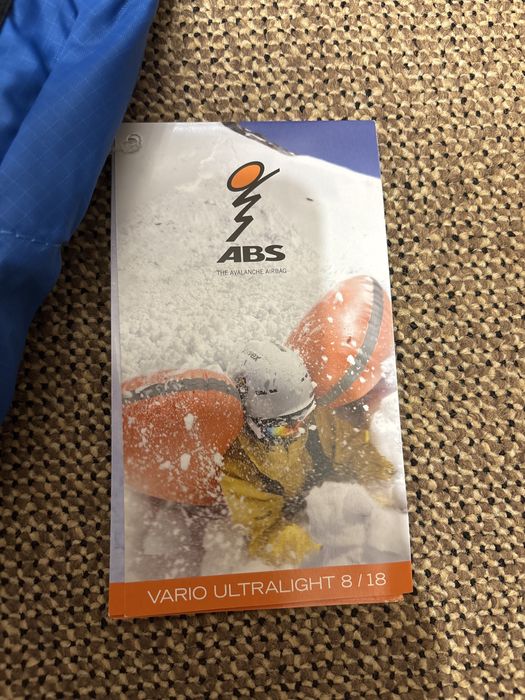 ABS
THE AVALANCHE AIRBAG
VARIO ULTRALIGHT 8 / 18